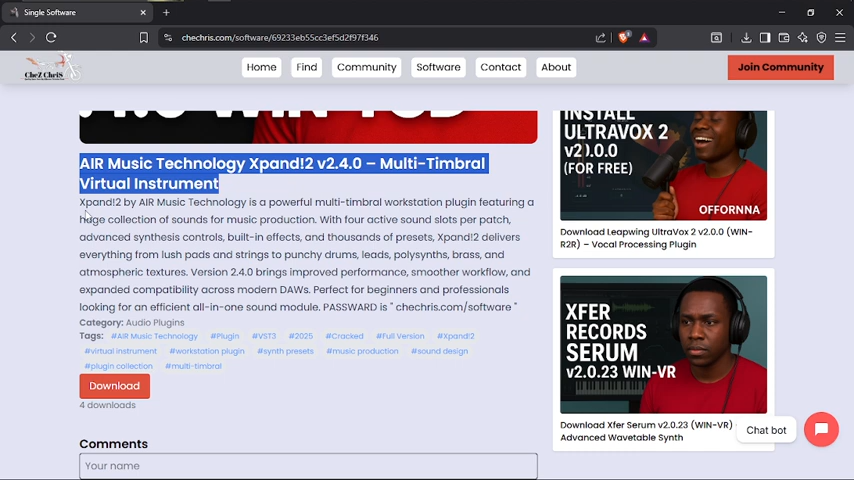 Single Software
chechris.com/software/69233eb55cc3ef5d2f97f346
CheZ ChriS
Home
Find
Community
Software
Contact
About
Join Community
AIR Music Technology Xpand!2 v2.4.0 – Multi-Timbral
Virtual Instrument
Xpand!2 by AIR Music Technology is a powerful multi-timbral workstation plugin featuring a
huge collection of sounds for music production. With four active sound slots per patch,
advanced synthesis controls, built-in effects, and thousands of presets, Xpand!2 delivers
everything from lush pads and strings to punchy drums, leads, polysynths, brass, and
atmospheric textures. Version 2.4.0 brings improved performance, smoother workflow, and
expanded compatibility across modern DAWs. Perfect for beginners and professionals
looking for an efficient all-in-one sound module. PASSWARD is " chechris.com/software "
Category: Audio Plugins
Tags: #AIR Music Technology #Plugin #VST3 #2025 #Cracked #Full Version #Xpand!2
#virtual instrument #workstation plugin #synth presets #music production #sound design
#plugin collection #multi-timbral
Download
4 downloads
Comments
Your name
INSTALL
ULTRAVOX 2
v2).0.0
(FOR FREE)
OFFORNNA
Download Leapwing UltraVox 2 v2.0.0 (WIN-
R2R) – Vocal Processing Plugin
XFER
RECORDS
SERUM
v2.0.23 WIN-VR
Download Xfer Serum v2.0.23 (WIN-VR)
Advanced Wavetable Synth
Chat bot